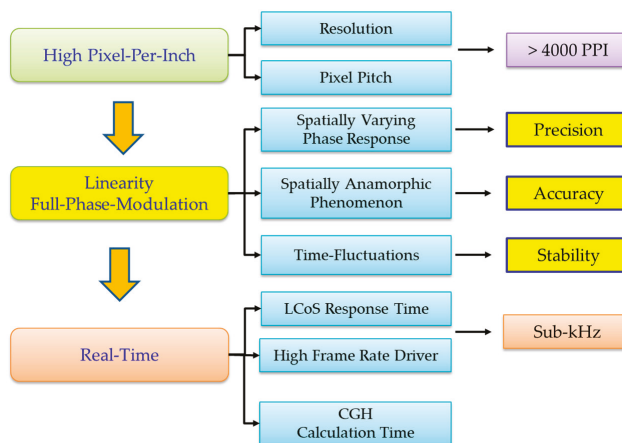 High Pixel-Per-Inch
Resolution
Pixel Pitch
> 4000 PPI
Linearity
Full-Phase-Modulation
Spatially Varying
Phase Response
Precision
Spatially Anamorphic
Phenomenon
Accuracy
Time-Fluctuations
Stability
Real-Time
LCoS Response Time
High Frame Rate Driver
Sub-kHz
CGH
Calculation Time